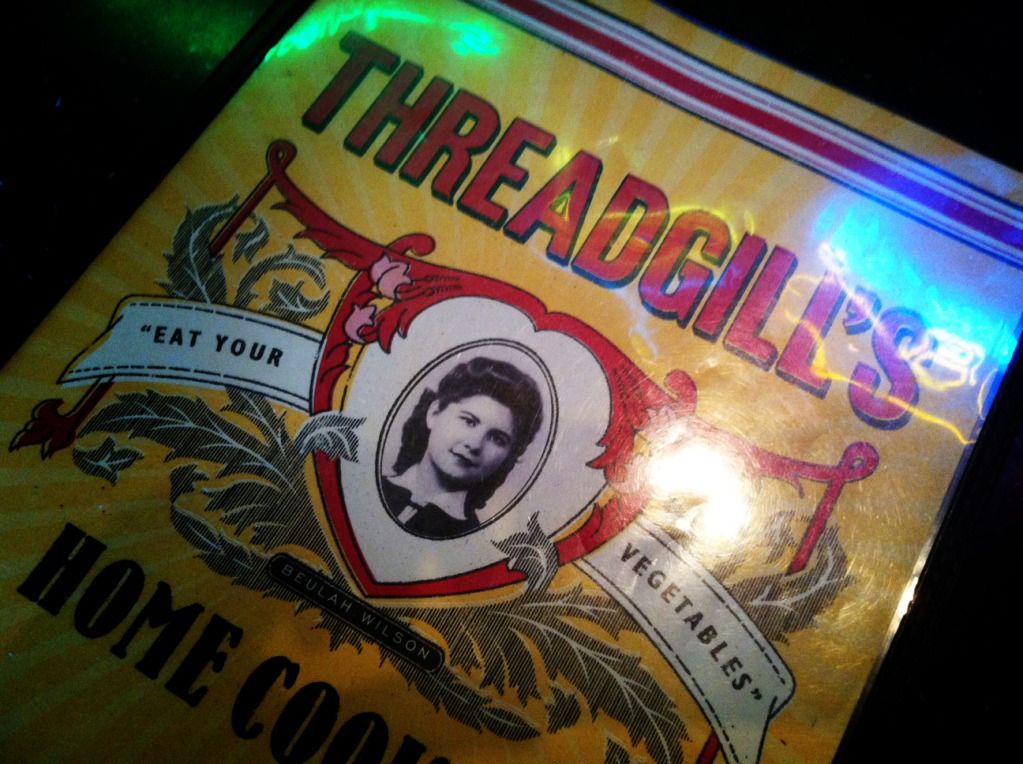 THREADGILL'S
"EAT YOUR
VEGETABLES"
BEULAH WILSON
HOME